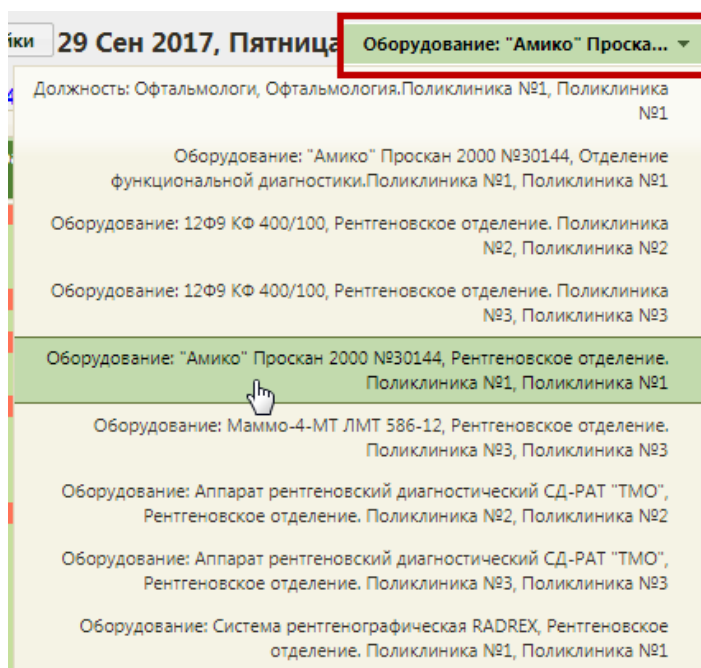 йки 29 Сен 2017, Пятница Оборудование: "Амико" Проска...
Должность: Офтальмологи, Офтальмология.Поликлиника №1, Поликлиника
№1
Оборудование: "Амико" Проскан 2000 №30144, Отделение
функциональной диагностики.Поликлиника №1, Поликлиника №1
Оборудование: 12Ф9 КФ 400/100, Рентгеновское отделение. Поликлиника
№2, Поликлиника №2
Оборудование: 12Ф9 КФ 400/100, Рентгеновское отделение. Поликлиника
№3, Поликлиника №3
Оборудование: "Амико" Проскан 2000 №30144, Рентгеновское отделение.
Поликлиника №1, Поликлиника №1
Оборудование: Маммо-4-МТ ЛМТ 586-12, Рентгеновское отделение.
Поликлиника №3, Поликлиника №3
Оборудование: Аппарат рентгеновский диагностический СД-РАТ "ТМО",
Рентгеновское отделение. Поликлиника №2, Поликлиника №2
Оборудование: Аппарат рентгеновский диагностический СД-РАТ "ТМО",
Рентгеновское отделение. Поликлиника №3, Поликлиника №3
Оборудование: Система рентгенографическая RADREX, Рентгеновское
отделение. Поликлиника №1, Поликлиника №1